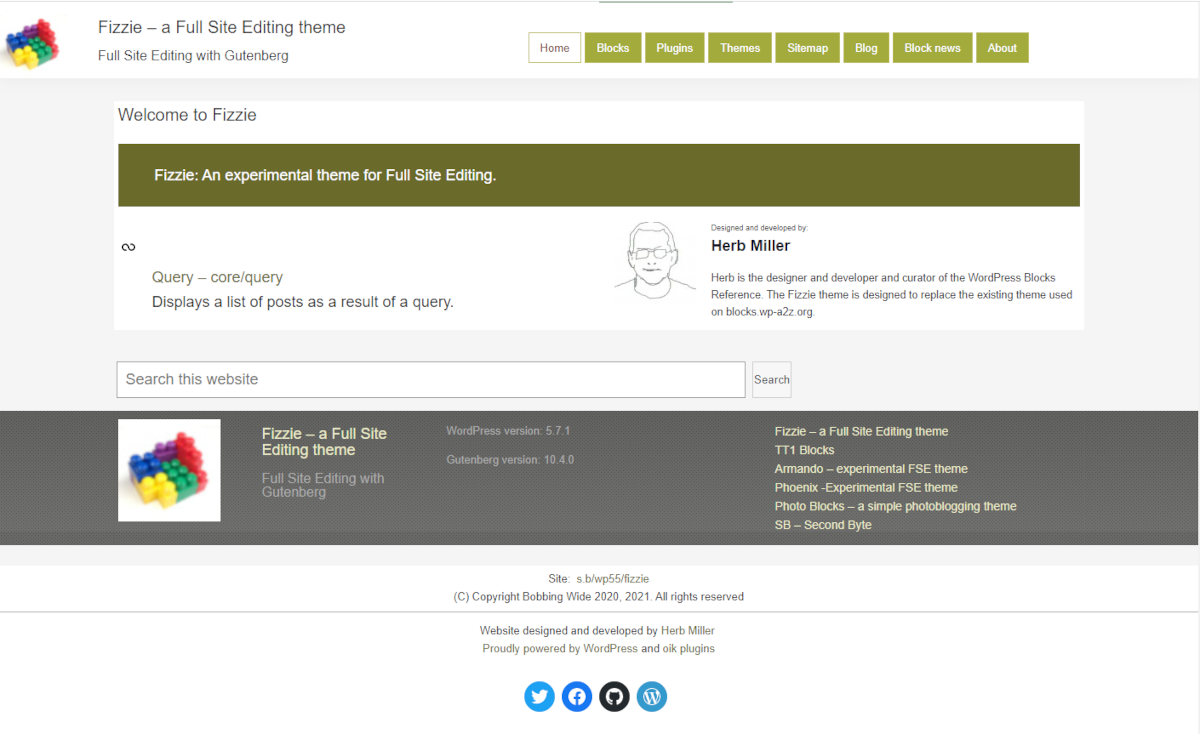 Fizzie – a Full Site Editing theme
Full Site Editing with Gutenberg
Home
Blocks
Plugins
Themes
Sitemap
Blog
Block news
About
Welcome to Fizzie
Fizzie: An experimental theme for Full Site Editing.
Query – core/query
Displays a list of posts as a result of a query.
Designed and developed by:
Herb Miller
Herb is the designer and developer and curator of the WordPress Blocks
Reference. The Fizzie theme is designed to replace the existing theme used
on blocks.wp-a2z.org.
Search this website
Search
Fizzie – a Full Site
Editing theme
Full Site Editing with
Gutenberg
WordPress version: 5.7.1
Gutenberg version: 10.4.0
Fizzie – a Full Site Editing theme
TT1 Blocks
Armando – experimental FSE theme
Phoenix -Experimental FSE theme
Photo Blocks – a simple photoblogging theme
SB – Second Byte
Site: s.b/wp55/fizzie
(C) Copyright Bobbing Wide 2020, 2021. All rights reserved
Website designed and developed by Herb Miller
Proudly powered by WordPress and oik plugins